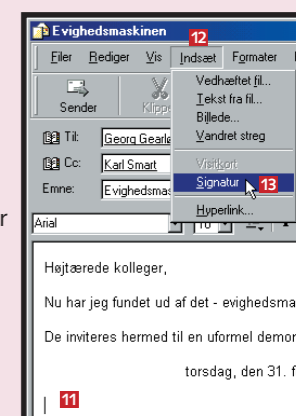 Evighedsmaskinen
12
Filer Rediger Vis Indsæt Formater
Vedhæftet fil...
Tekst fra fil...
Billede...
Vandret streg
Visitkort
Signatur 13
Hyperlink...
Sender Klip
Til: Georg Gearlø
Cc: Karl Smart
Emne: Evighedsmas
r
Arial 10
Højtærede kolleger,
Nu har jeg fundet ud af det - evighedsma
De inviteres hermed til en uformel demor
torsdag, den 31. f
11